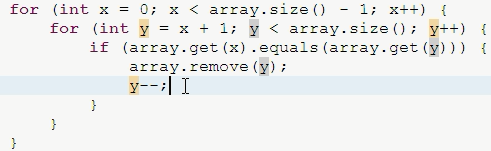 for (int x = 0; x < array.size() - 1; x++) {
for (int y = x + 1; y < array.size(); y++) {
if (array.get(x).equals(array.get(y))) {
array.remove(y);
y--;
}
}
}